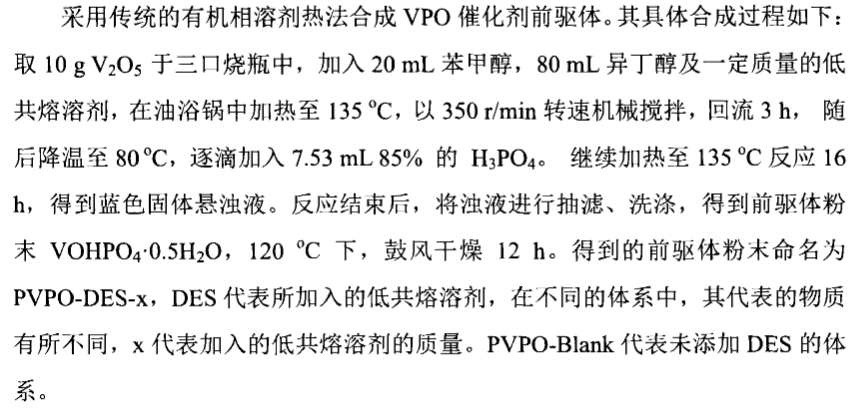 采用传统的有机相溶剂热法合成 VPO 催化剂前驱体。其具体合成过程如下：
取 10 g V₂O₅ 于三口烧瓶中，加入 20 mL 苯甲醇，80 mL 异丁醇及一定质量的低
共熔溶剂，在油浴锅中加热至 135 ℃，以 350 r/min 转速机械搅拌，回流 3 h， 随
后降温至 80 ℃，逐滴加入 7.53 mL 85% 的 H₃PO₄。 继续加热至 135 ℃ 反应 16
h，得到蓝色固体悬浊液。反应结束后，将浊液进行抽滤、洗涤，得到前驱体粉
末 VOHPO₄·0.5H₂O，120 ℃ 下，鼓风干燥 12 h。得到的前驱体粉末命名为
PVPO-DES-x，DES 代表所加入的低共熔溶剂，在不同的体系中，其代表的物质
有所不同，x 代表加入的低共熔溶剂的质量。PVPO-Blank 代表未添加 DES 的体
系。